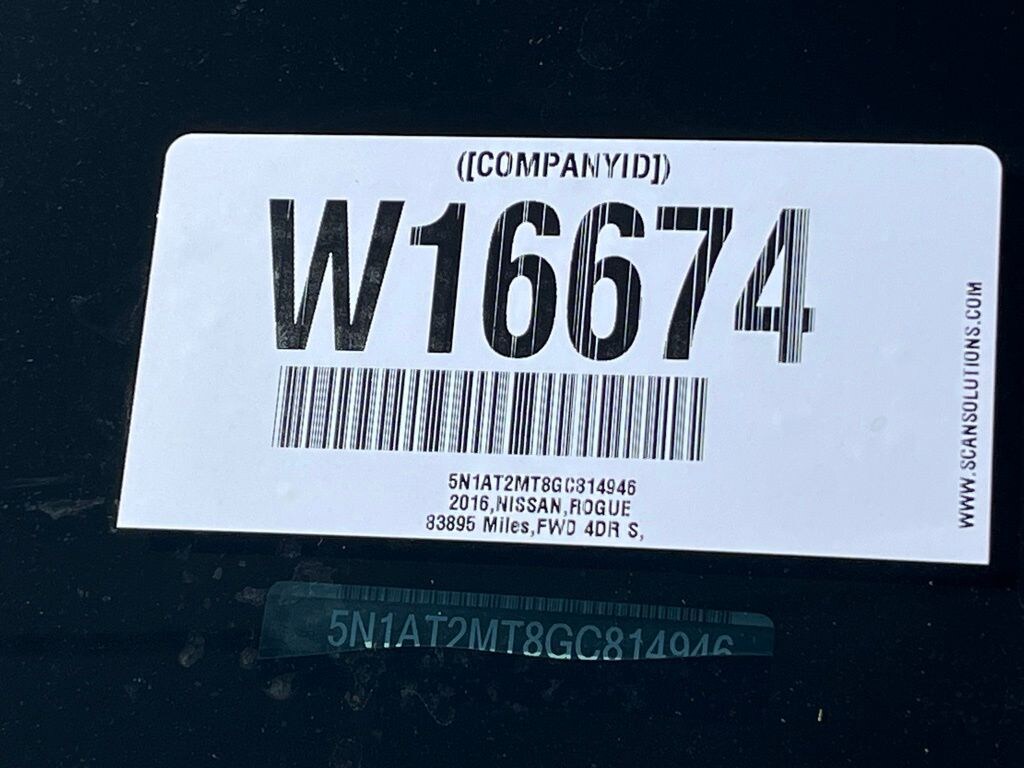 ([COMPANYID])
W16674
5N1AT2MT8GC814946
2016,NISSAN,ROGUE
83895 Miles,FWD 4DR S,
WWW.SCANSOLUTIONS.COM
5N1AT2MT8GC814946